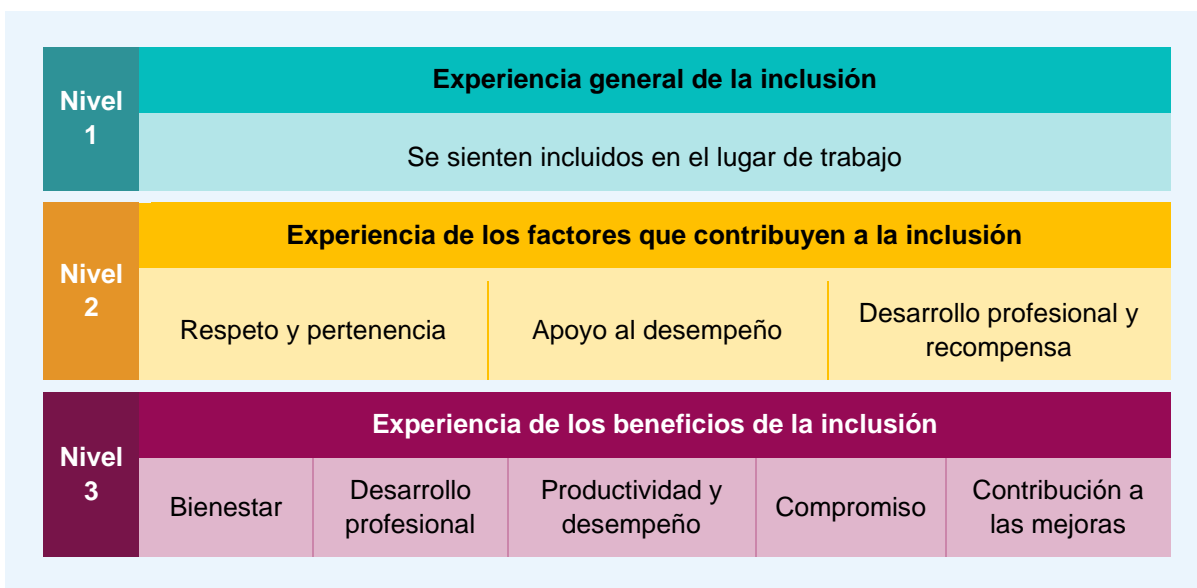 Nivel
1
Experiencia general de la inclusión
Se sienten incluidos en el lugar de trabajo
Nivel
2
Experiencia de los factores que contribuyen a la inclusión
Respeto y pertenencia
Apoyo al desempeño
Desarrollo profesional y
recompensa
Nivel
3
Experiencia de los beneficios de la inclusión
Bienestar
Desarrollo
profesional
Productividad y
desempeño
Compromiso
Contribución a
las mejoras